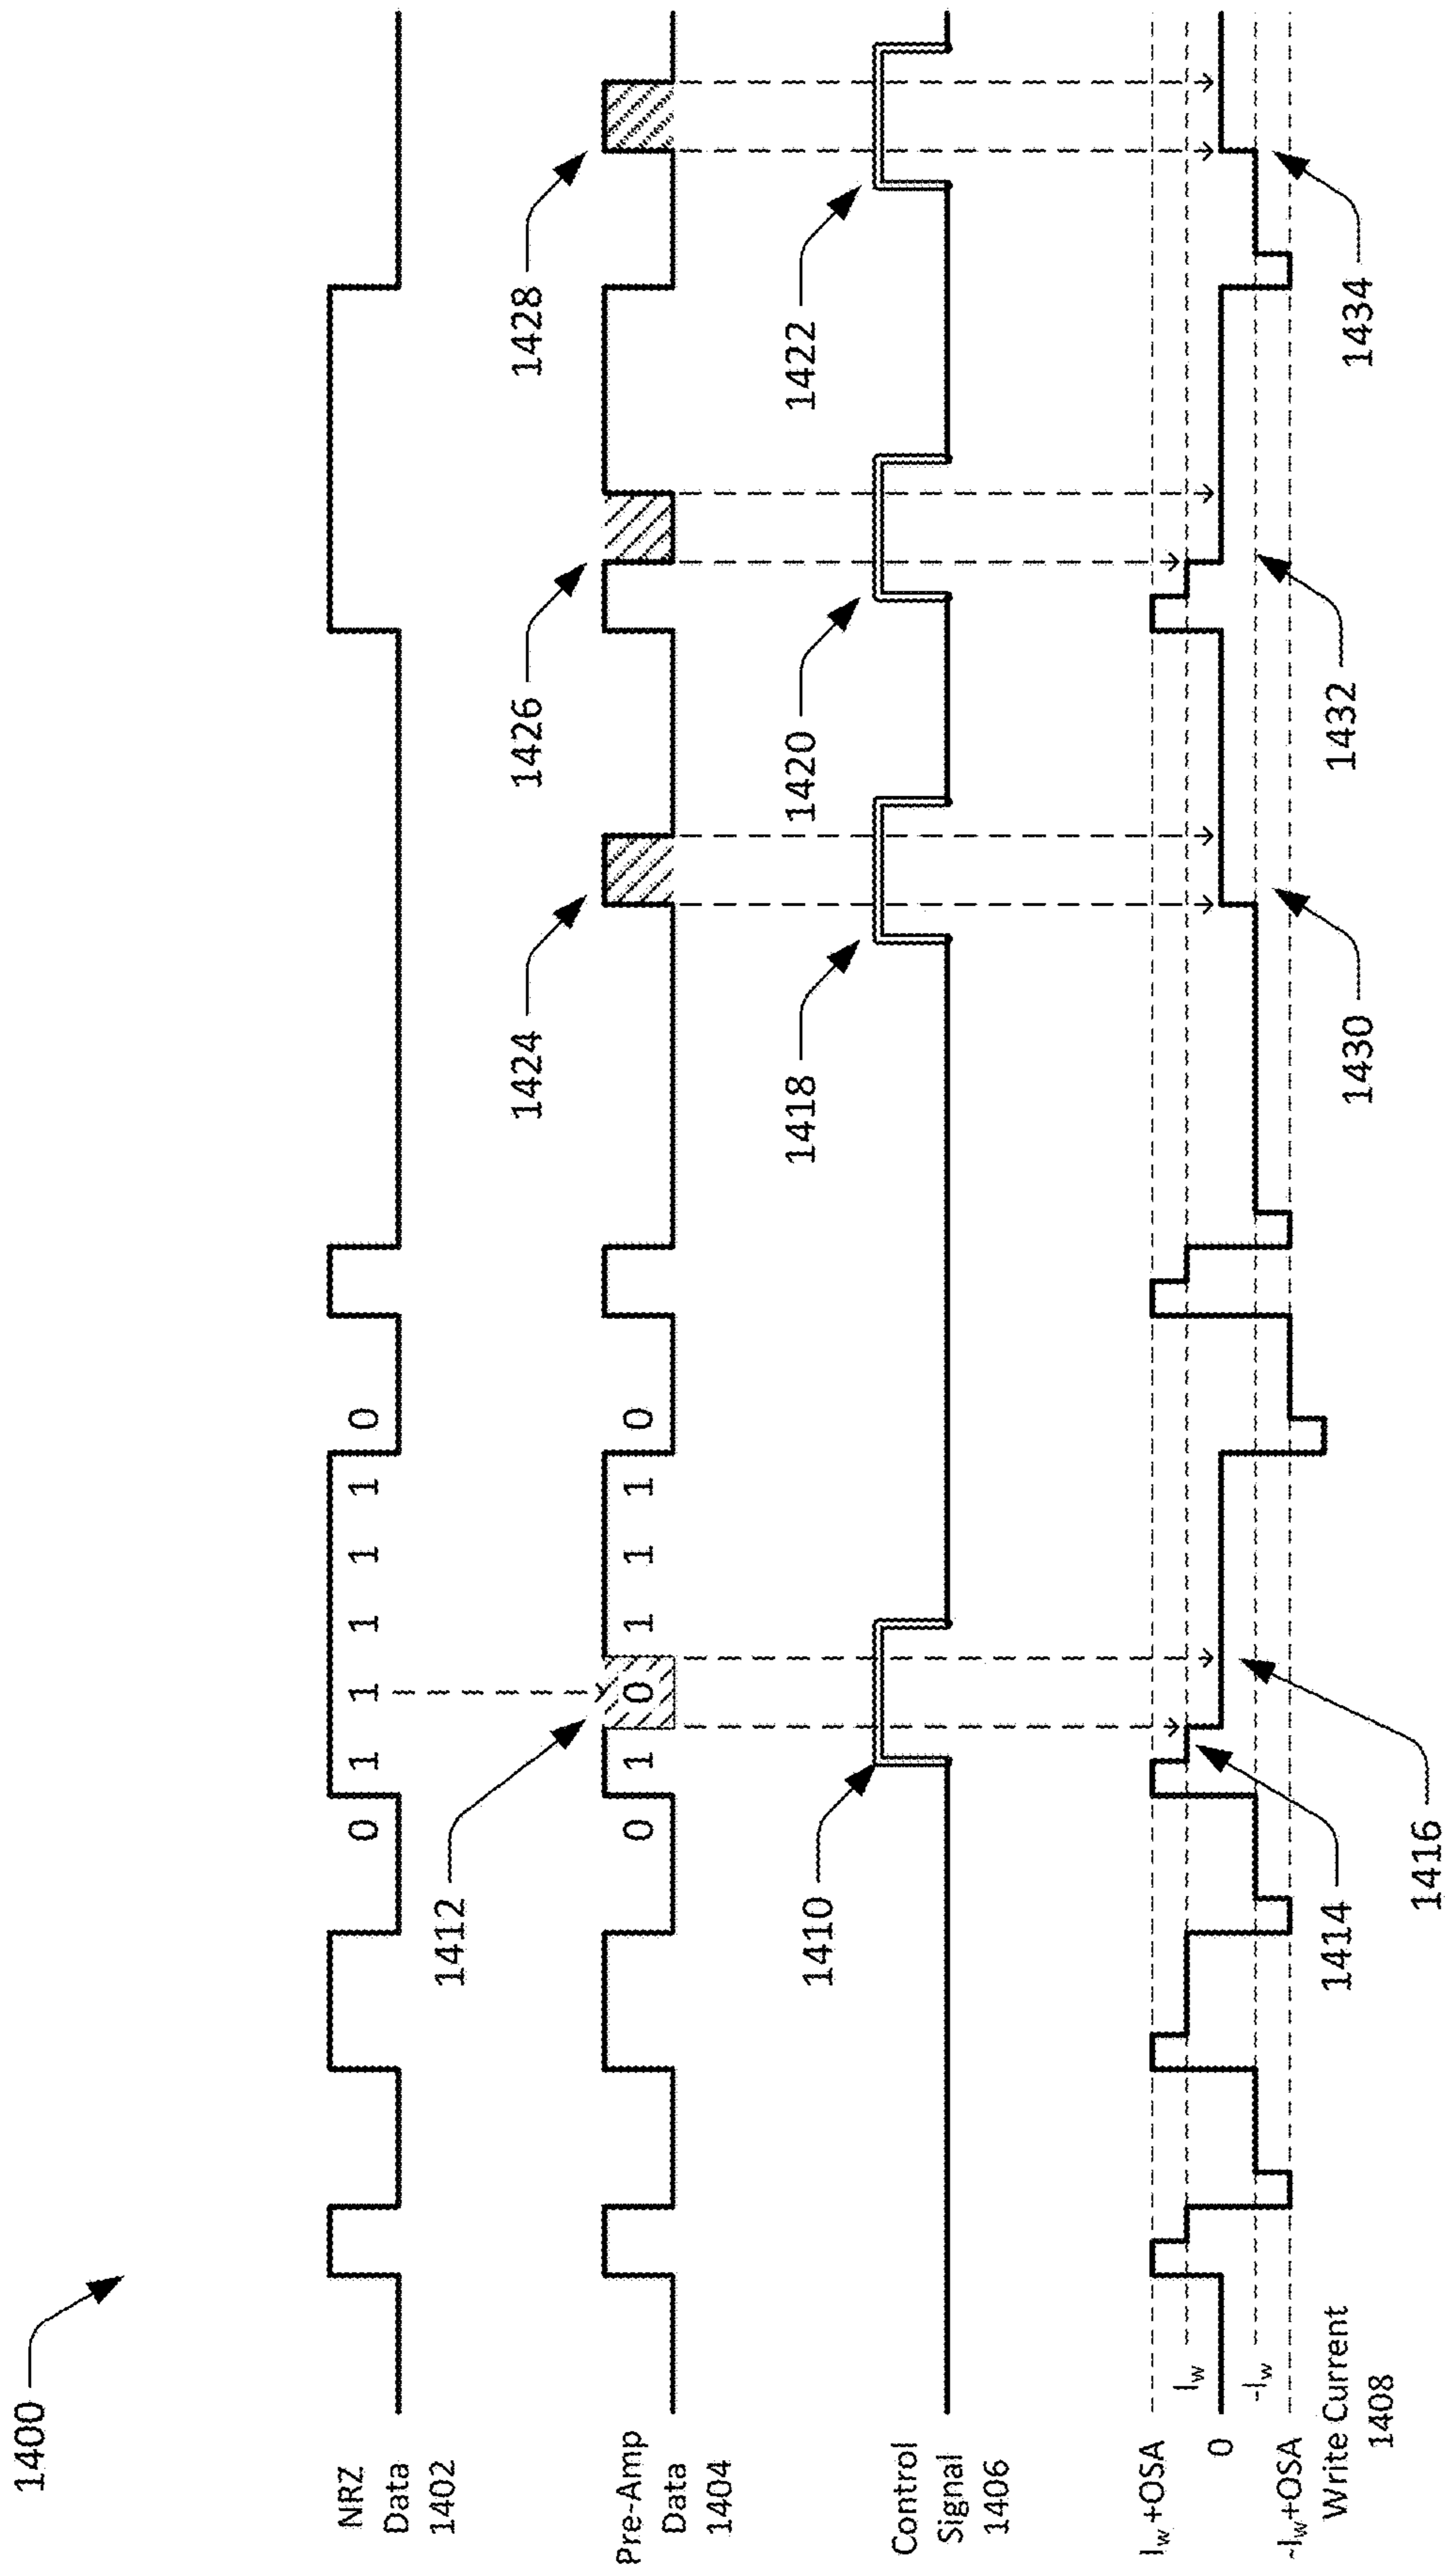 1400
NRZ
Data
1402
0 1 1 1 1 1 0
1412
1424
1426
1428
Pre-Amp
Data
1404
0 1 0 1 1 1 0
1410
1418
1420
1422
Control
Signal
1406
Iw+OSA
Iw
0
-Iw
-Iw+OSA
Write Current
1408
1414
1416
1430
1432
1434